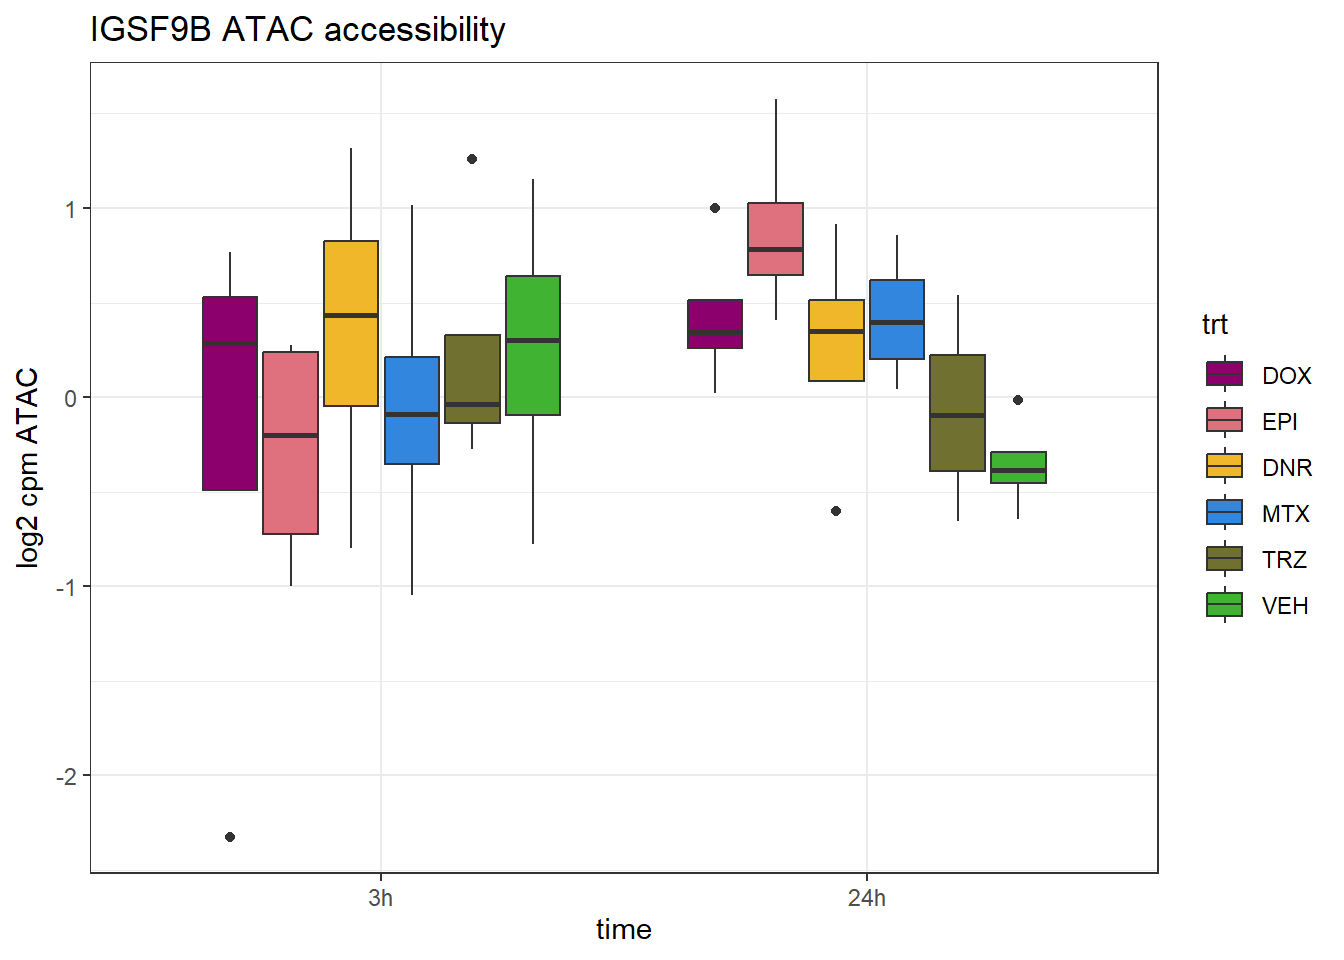 IGSF9B ATAC accessibility
log2 cpm ATAC
1
0
-1
-2
3h
24h
time
trt
DOX
EPI
DNR
MTX
TRZ
VEH